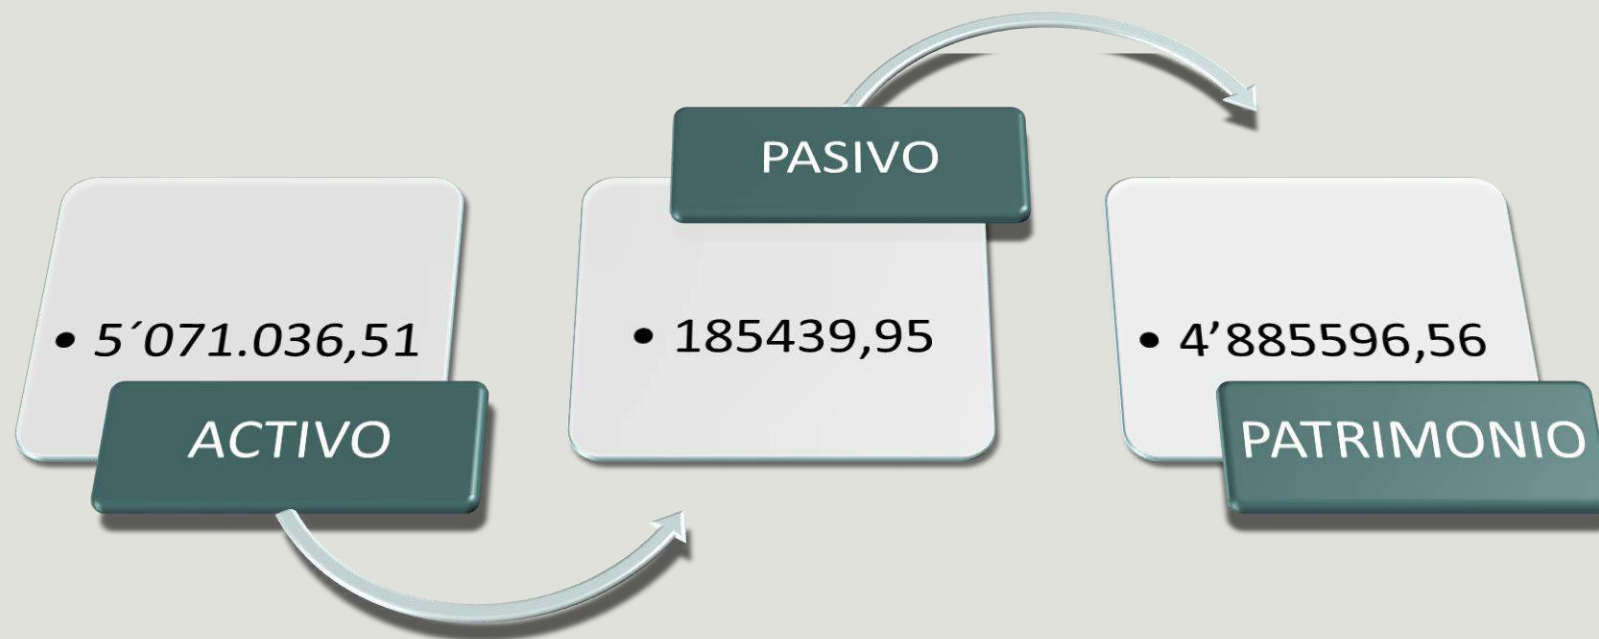 • 5´071.036,51
ACTIVO
PASIVO
• 185439,95
• 4’885596,56
PATRIMONIO